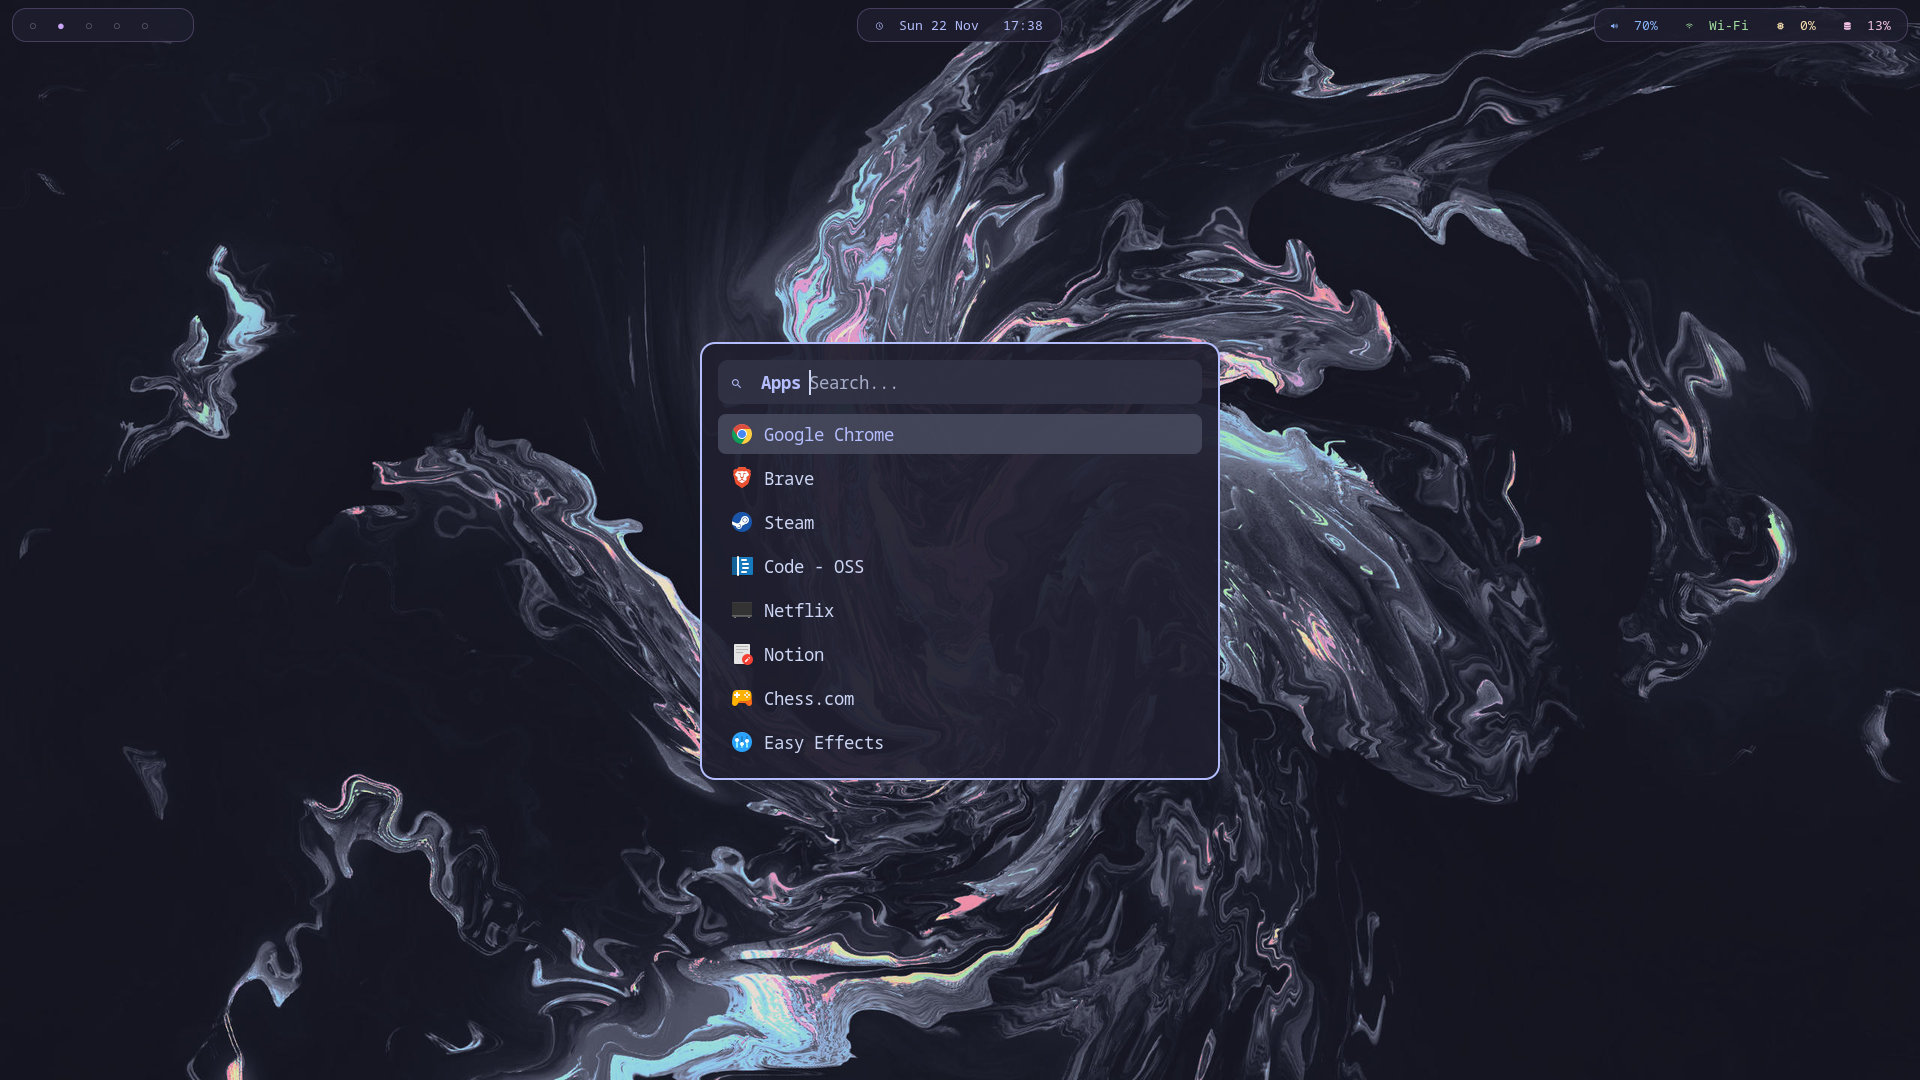 Sun 22 Nov 17:38
70% Wi-Fi 0% 13%
Apps Search...
Google Chrome
Brave
Steam
Code - OSS
Netflix
Notion
Chess.com
Easy Effects